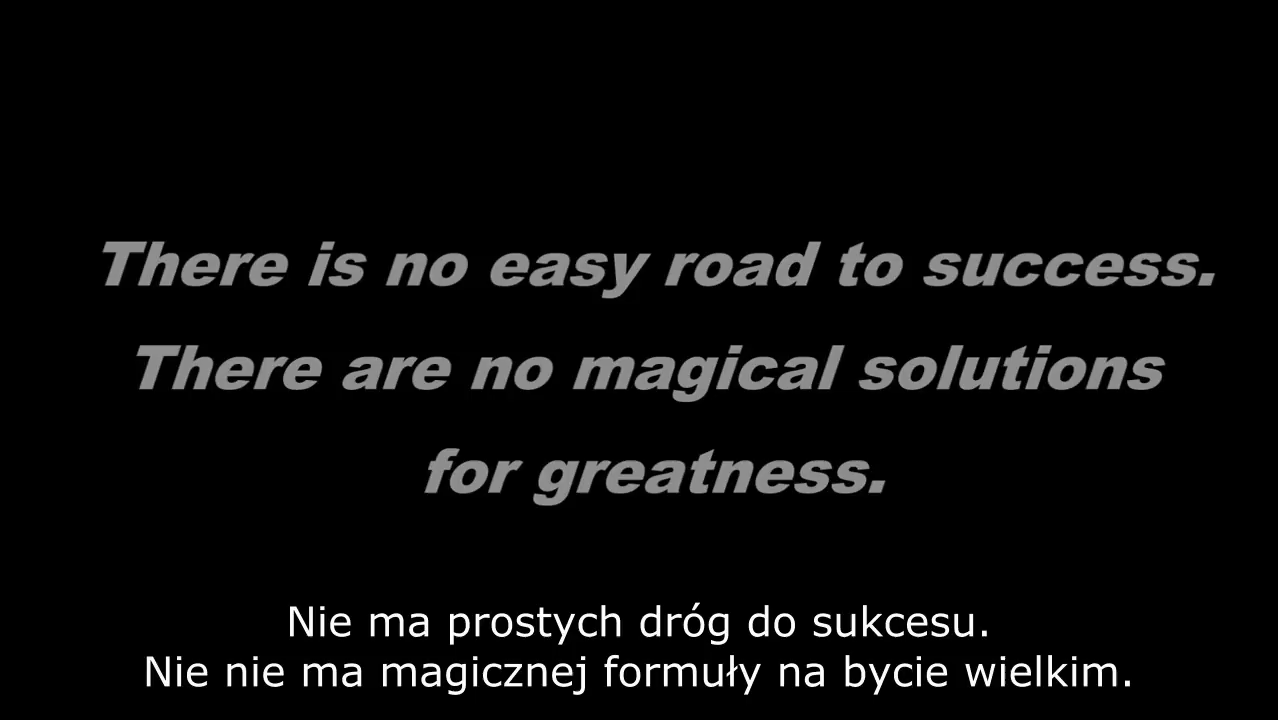 There is no easy road to success.
There are no magical solutions
for greatness.
Nie ma prostych dróg do sukcesu.
Nie nie ma magicznej formuły na bycie wielkim.